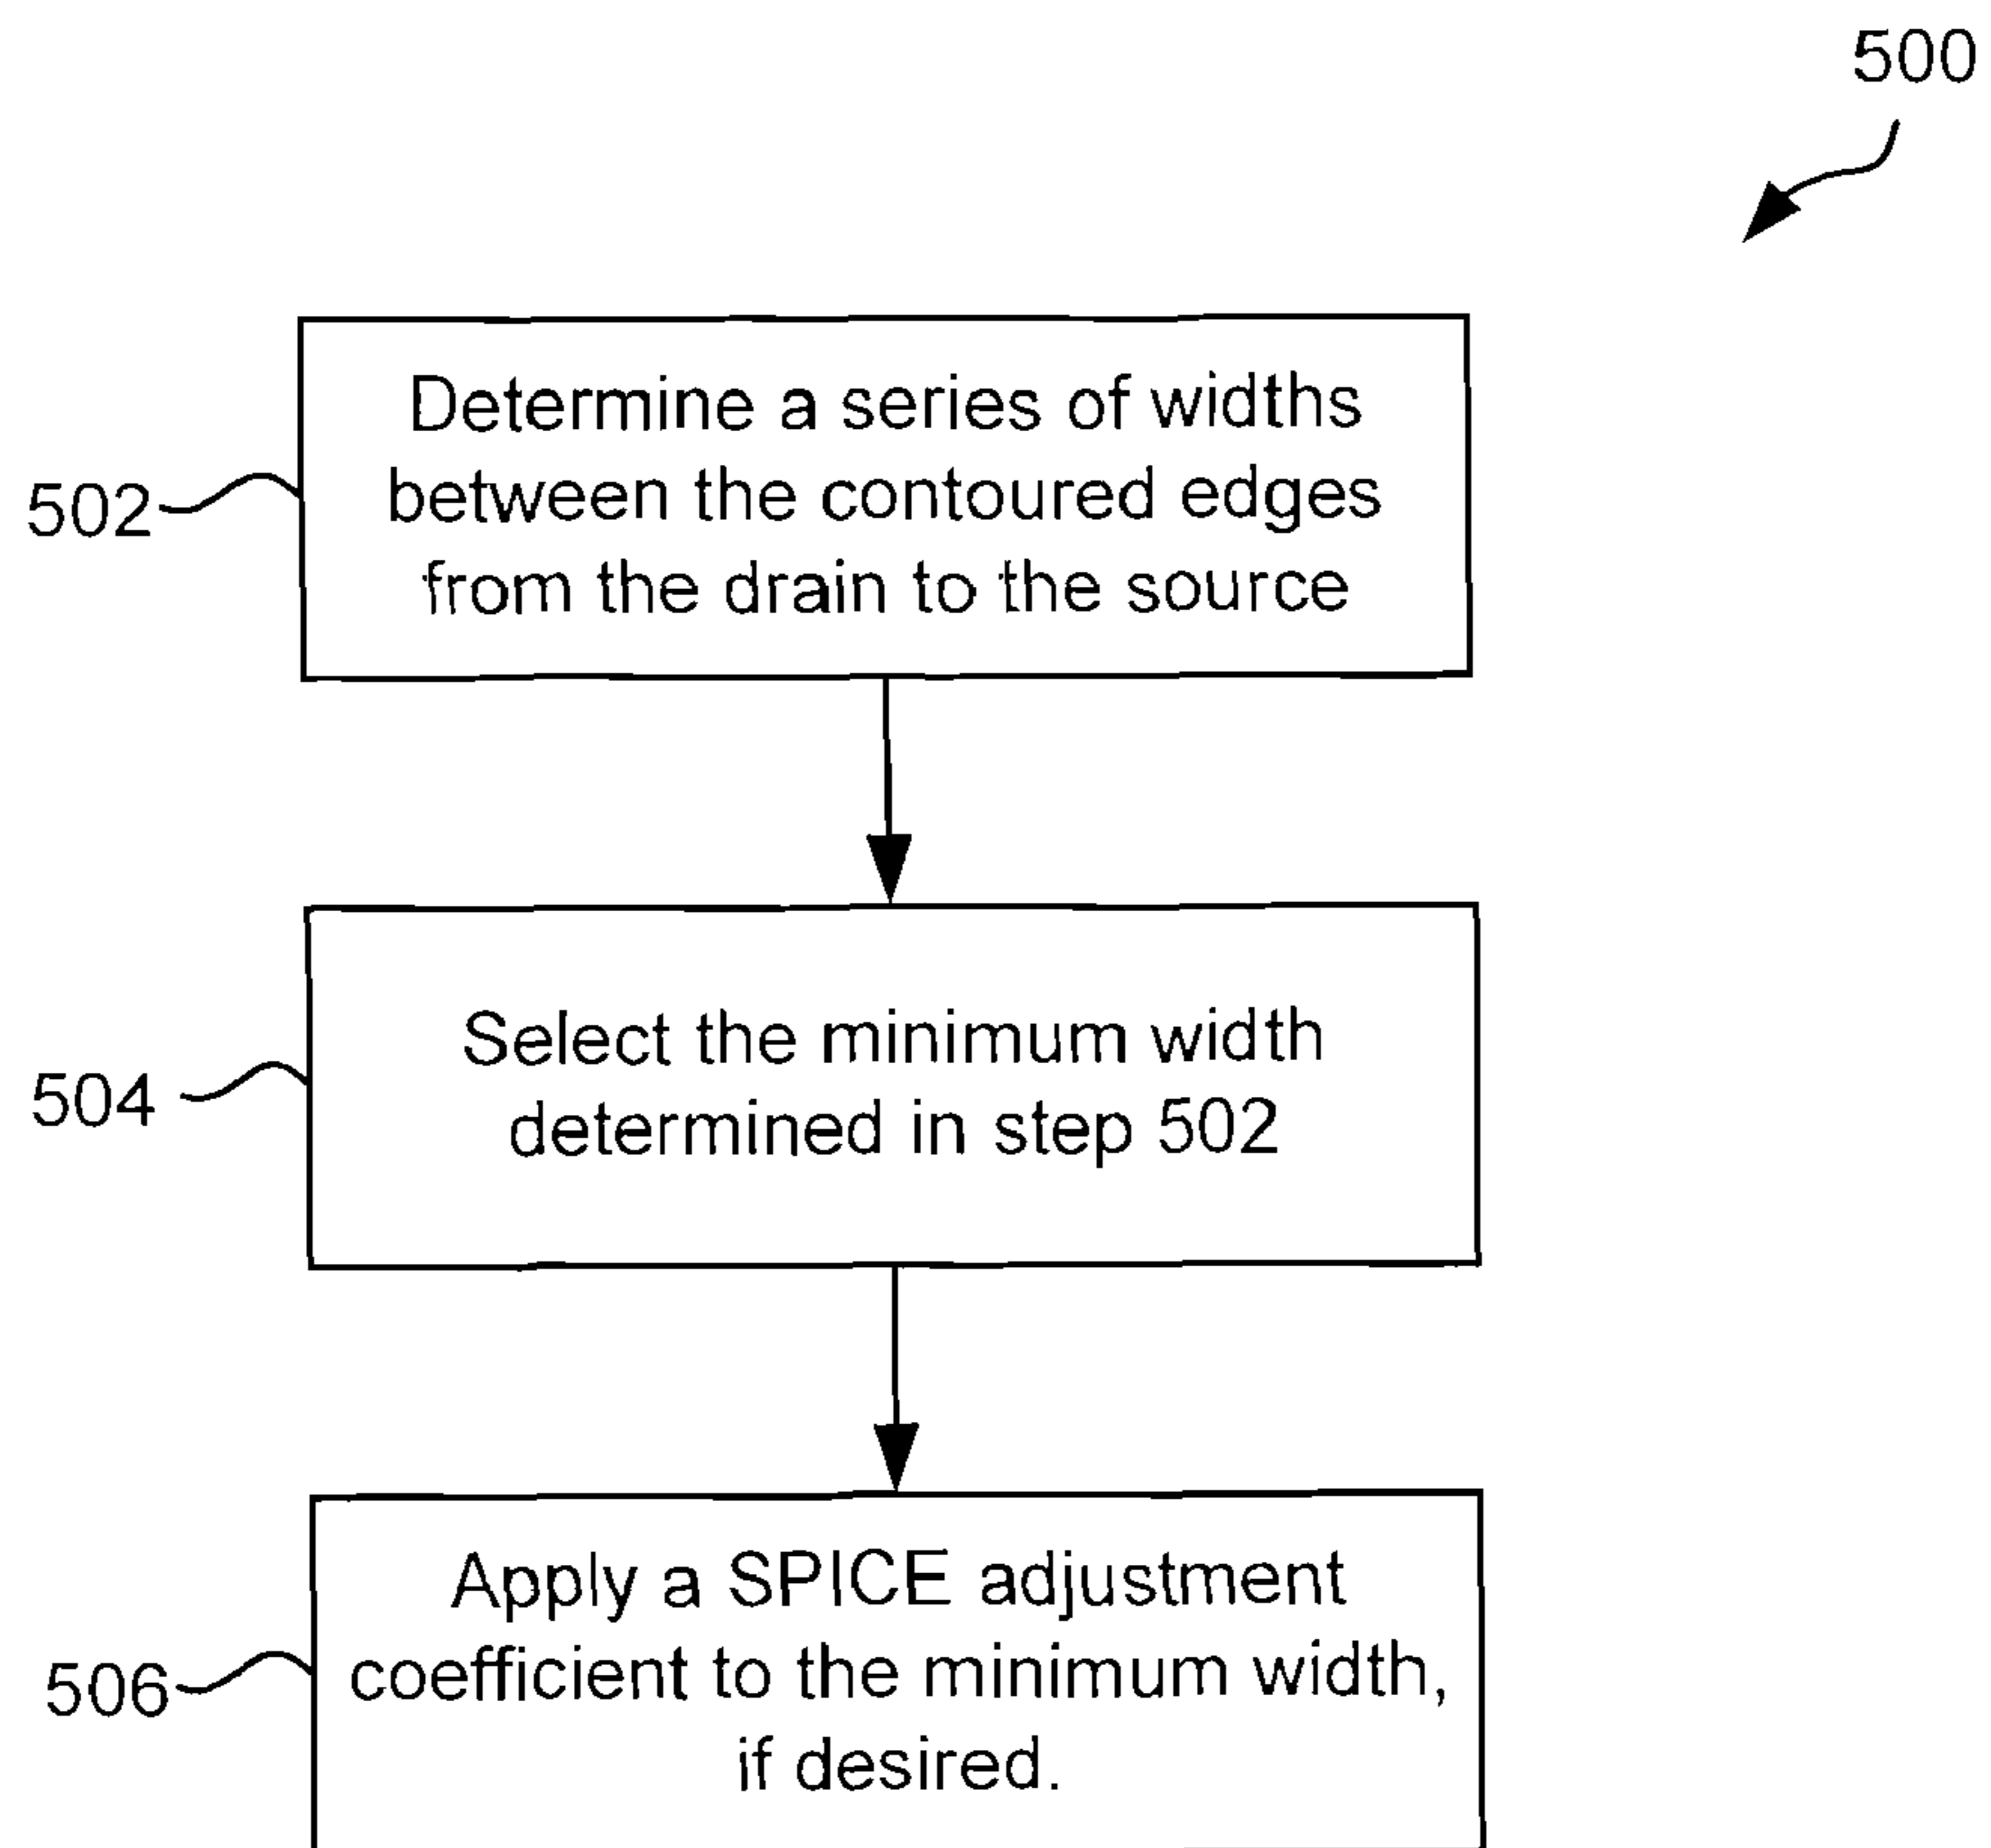 500
Determine a series of widths
between the contoured edges
from the drain to the source
502
Select the minimum width
determined in step 502
504
Apply a SPICE adjustment
coefficient to the minimum width,
if desired.
506